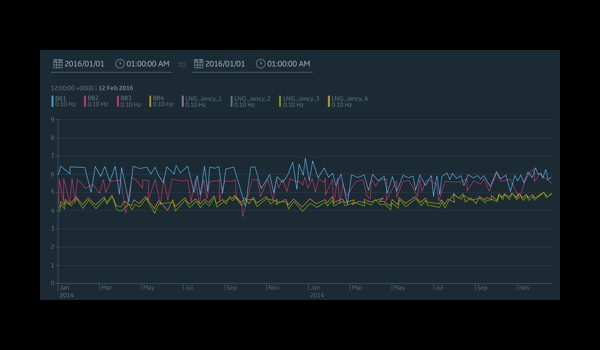 2016/01/01 01:00:00 AM TO 2016/01/01 01:00:00 AM
12:00:00 +0000 | 12 Feb 2016
BB1 BB2 BB3 BB4 LNG_iency_1 LNG_iency_2 LNG_iency_3 LNG_iency_4
0.10 Hz 0.10 Hz 0.10 Hz 0.10 Hz 0.10 Hz 0.10 Hz 0.10 Hz 0.10 Hz
9
8
7
6
5
4
3
2
1
0
Jan Mar May Jul Sep Nov Jan Mar May Jul Sep Nov
2014 2014